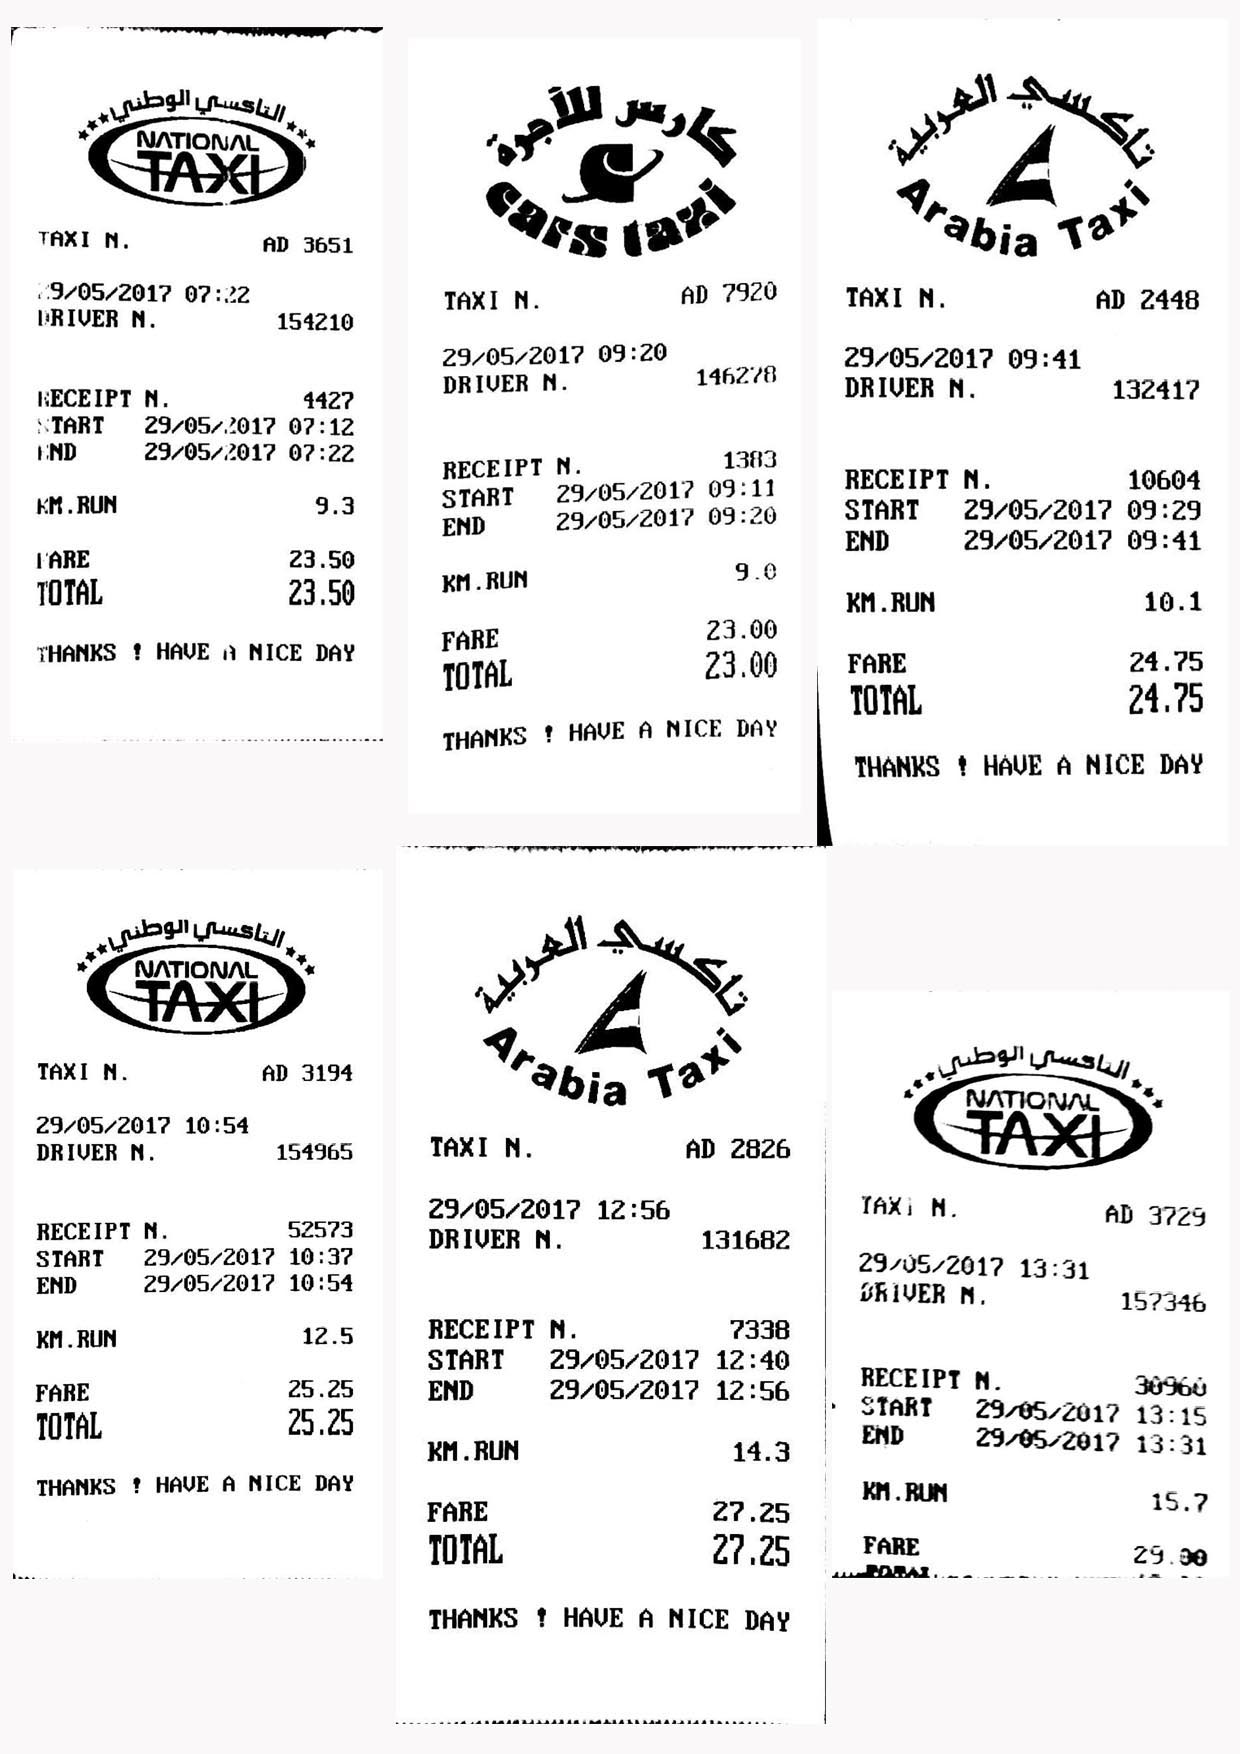 التاكسي الوطني
NATIONAL
TAXI
TAXI N. AD 3651
29/05/2017 07:22
DRIVER N. 154210
RECEIPT N. 4427
START 29/05/2017 07:12
END 29/05/2017 07:22
KM.RUN 9.3
FARE 23.50
TOTAL 23.50
THANKS ! HAVE A NICE DAY
كارس للأجرة
cars taxi
TAXI N. AD 7920
29/05/2017 09:20
DRIVER N. 146278
RECEIPT N. 1383
START 29/05/2017 09:11
END 29/05/2017 09:20
KM.RUN 9.0
FARE 23.00
TOTAL 23.00
THANKS ! HAVE A NICE DAY
تاكسي العربية
Arabia Taxi
TAXI N. AD 2448
29/05/2017 09:41
DRIVER N. 132417
RECEIPT N. 10604
START 29/05/2017 09:29
END 29/05/2017 09:41
KM.RUN 10.1
FARE 24.75
TOTAL 24.75
THANKS ! HAVE A NICE DAY
التاكسي الوطني
NATIONAL
TAXI
TAXI N. AD 3194
29/05/2017 10:54
DRIVER N. 154965
RECEIPT N. 52573
START 29/05/2017 10:37
END 29/05/2017 10:54
KM.RUN 12.5
FARE 25.25
TOTAL 25.25
THANKS ! HAVE A NICE DAY
تاكسي العربية
Arabia Taxi
TAXI N. AD 2826
29/05/2017 12:56
DRIVER N. 131682
RECEIPT N. 7338
START 29/05/2017 12:40
END 29/05/2017 12:56
KM.RUN 14.3
FARE 27.25
TOTAL 27.25
THANKS ! HAVE A NICE DAY
التاكسي الوطني
NATIONAL
TAXI
TAXI N. AD 3729
29/05/2017 13:31
DRIVER N.
RECEIPT N. 30960
START 29/05/2017 13:15
END 29/05/2017 13:31
KM.RUN 15.7
FARE 29.00
TOTAL